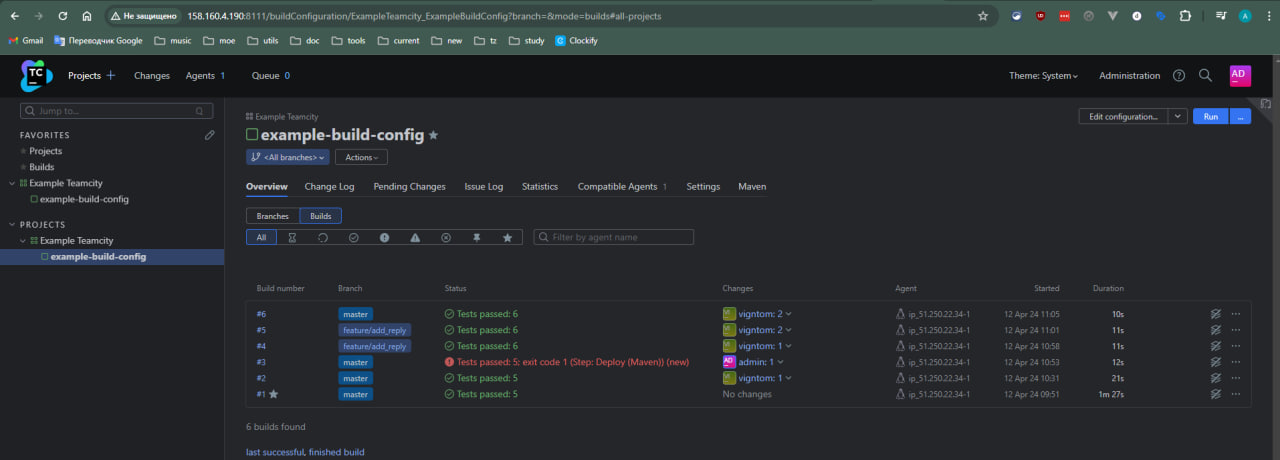 Не защищено 158.160.4.190:8111/buildConfiguration/ExampleTeamcity_ExampleBuildConfig?branch=&mode=builds#all-projects
Gmail Переводчик Google music moe utils doc tools current new tz study Clockify
TC Projects Changes Agents 1 Queue 0 Theme: System Administration AD
Jump to...
FAVORITES
Projects
Builds
Example Teamcity
example-build-config
PROJECTS
Example Teamcity
example-build-config
Example Teamcity
example-build-config
Edit configuration... Run ...
<All branches> Actions
Overview Change Log Pending Changes Issue Log Statistics Compatible Agents 1 Settings Maven
Branches Builds
All Filter by agent name
Build number Branch Status Changes Agent Started Duration
#6 master Tests passed: 6 vigntom: 2 ip_51.250.22.34-1 12 Apr 24 11:05 10s
#5 feature/add_reply Tests passed: 6 vigntom: 2 ip_51.250.22.34-1 12 Apr 24 11:01 11s
#4 feature/add_reply Tests passed: 6 vigntom: 1 ip_51.250.22.34-1 12 Apr 24 10:58 11s
#3 master Tests passed: 5; exit code 1 (Step: Deploy (Maven)) (new) AD admin: 1 ip_51.250.22.34-1 12 Apr 24 10:53 12s
#2 master Tests passed: 5 vigntom: 1 ip_51.250.22.34-1 12 Apr 24 10:31 21s
#1 master Tests passed: 5 No changes ip_51.250.22.34-1 12 Apr 24 09:51 1m 27s
6 builds found
last successful, finished build